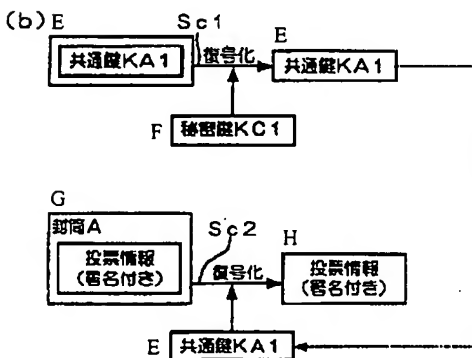 (b) E
Sc1
E
共通鍵KA1
復号化
共通鍵KA1
F
秘密鍵KC1
G
封筒A
投票情報
(署名付き)
Sc2
復号化
H
投票情報
(署名付き)
E
共通鍵KA1